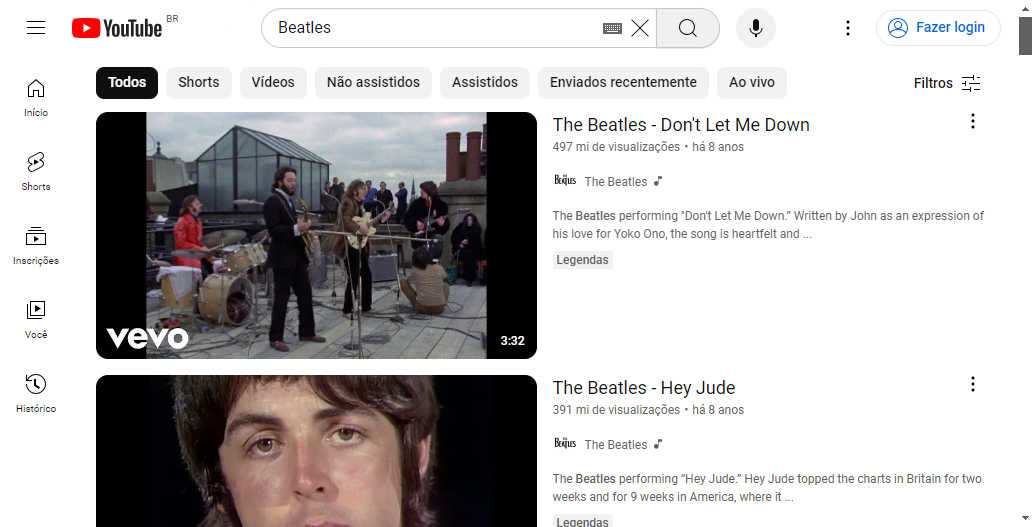 YouTube BR
Beatles
Fazer login
Todos
Shorts
Vídeos
Não assistidos
Assistidos
Enviados recentemente
Ao vivo
Filtros
Início
Shorts
Inscrições
Você
Histórico
vevo
3:32
The Beatles - Don't Let Me Down
497 mi de visualizações • há 8 anos
BEATLES
The Beatles
The Beatles performing "Don't Let Me Down." Written by John as an expression of
his love for Yoko Ono, the song is heartfelt and ...
Legendas
The Beatles - Hey Jude
391 mi de visualizações • há 8 anos
BEATLES
The Beatles
The Beatles performing “Hey Jude.” Hey Jude topped the charts in Britain for two
weeks and for 9 weeks in America, where it ...
Legendas